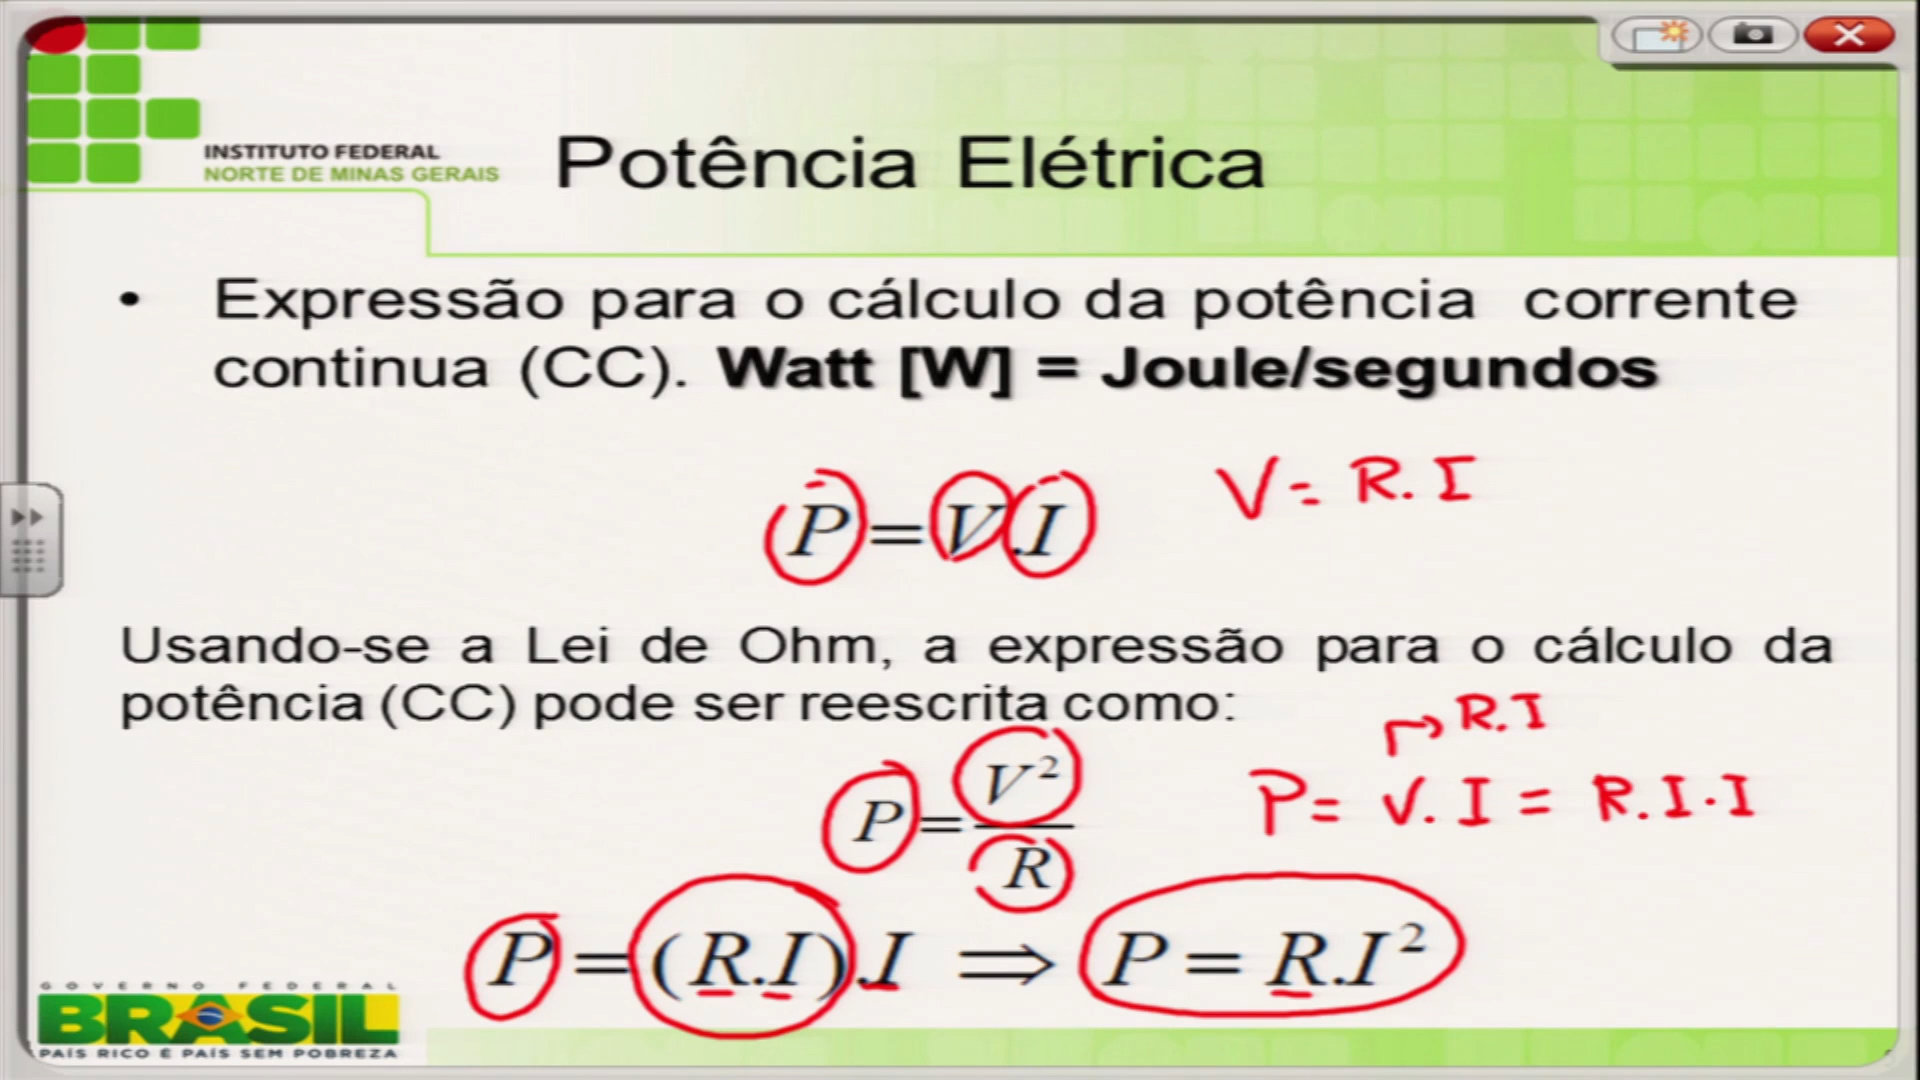 INSTITUTO FEDERAL
NORTE DE MINAS GERAIS
Potência Elétrica
• Expressão para o cálculo da potência corrente
continua (CC). Watt [W] = Joule/segundos
P = V.I
V = R.I
Usando-se a Lei de Ohm, a expressão para o cálculo da
potência (CC) pode ser reescrita como:
R.I
P = V²/R
P = V.I = R.I.I
P = (R.I).I ⇒ P = R.I²
GOVERNO FEDERAL
BRASIL
PAÍS RICO É PAÍS SEM POBREZA